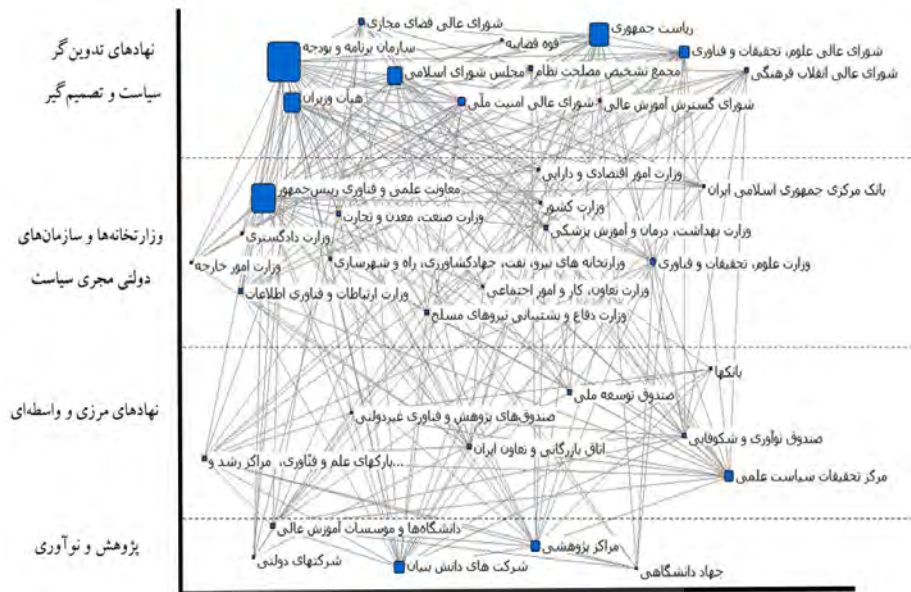 نهادهای تدوین‌گر
سیاست و تصمیم‌گیر
شورای عالی فضای مجازی
ریاست جمهوری
قوه قضاییه
سازمان برنامه و بودجه
شورای عالی علوم، تحقیقات و فناوری
مجلس شورای اسلامی
مجمع تشخیص مصلحت نظام
شورای عالی انقلاب فرهنگی
هیأت وزیران
شورای عالی امنیت ملّی
شورای گسترش آموزش عالی
وزارتخانه‌ها و سازمان‌های
دولتی مجری سیاست
وزارت امور اقتصادی و دارایی
معاونت علمی و فناوری رییس‌جمهور
بانک مرکزی جمهوری اسلامی ایران
وزارت کشور
وزارت صنعت، معدن و تجارت
وزارت بهداشت، درمان و آموزش پزشکی
وزارت دادگستری
وزارت امور خارجه
وزارتخانه های نیرو، نفت، جهادکشاورزی، راه و شهرسازی
وزارت علوم، تحقیقات و فناوری
وزارت ارتباطات و فناوری اطلاعات
وزارت تعاون، کار و امور اجتماعی
وزارت دفاع و پشتیبانی نیروهای مسلح
نهادهای مرزی و واسطه‌ای
بانکها
صندوق توسعه ملی
صندوق‌های پژوهش و فناوری غیردولتی
صندوق نوآوری و شکوفایی
اتاق بازرگانی و تعاون ایران
پارکهای علم و فنّاوری، مراکز رشد و...
مرکز تحقیقات سیاست علمی
پژوهش و نوآوری
دانشگاه‌ها و موسسات آموزش عالی
مراکز پژوهشی
شرکتهای دولتی
شرکت های دانش بنیان
جهاد دانشگاهی